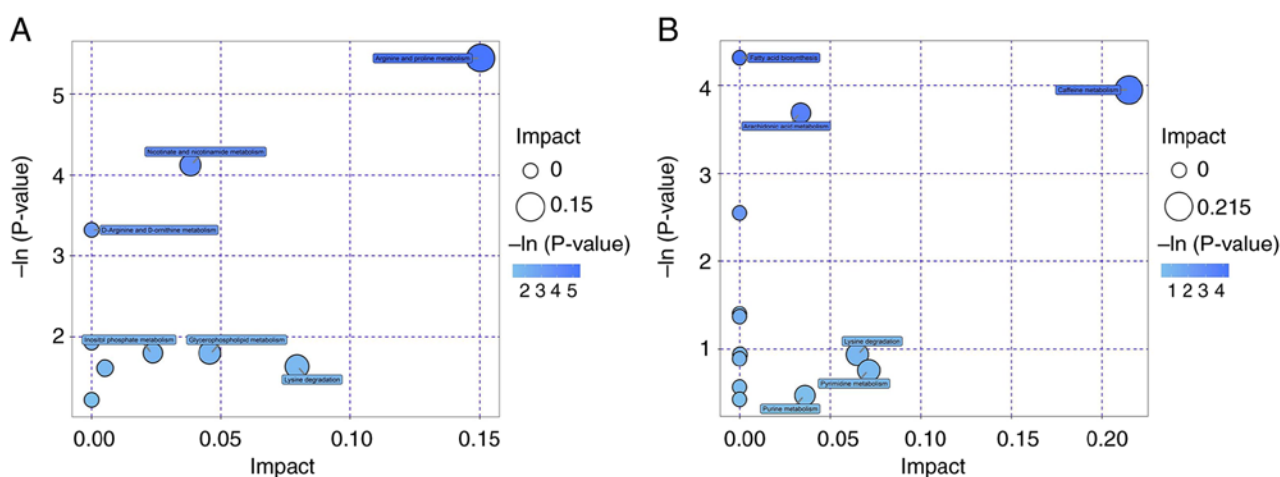 A
–ln (P-value)
5
4
3
2
Arginine and proline metabolism
Nicotinate and nicotinamide metabolism
D-Arginine and D-ornithine metabolism
Inositol phosphate metabolism
Glycerophospholipid metabolism
Lysine degradation
0.00
0.05
0.10
0.15
Impact
Impact
0
0.15
–ln (P-value)
2 3 4 5
B
–ln (P-value)
4
3
2
1
Fatty acid biosynthesis
Caffeine metabolism
Arachidonic acid metabolism
Lysine degradation
Pyrimidine metabolism
Purine metabolism
0.00
0.05
0.10
0.15
0.20
Impact
Impact
0
0.215
–ln (P-value)
1 2 3 4